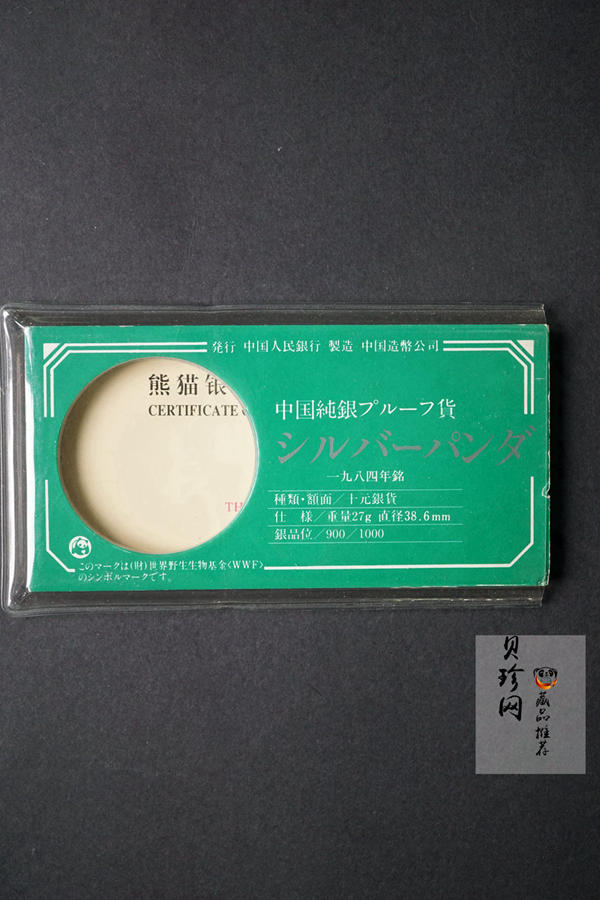 発行 中国人民銀行 製造 中国造幣公司
熊猫银
CERTIFICATE
TH
中国純銀プルーフ貨
シルバーパンダ
一九八四年銘
種類・額面／十元銀貨
仕 様／重量27g 直径38.6mm
銀品位／900／1000
このマークは(財)世界野生生物基金〈WWF〉
のシンボルマークです。
贝珍网
藏品推荐